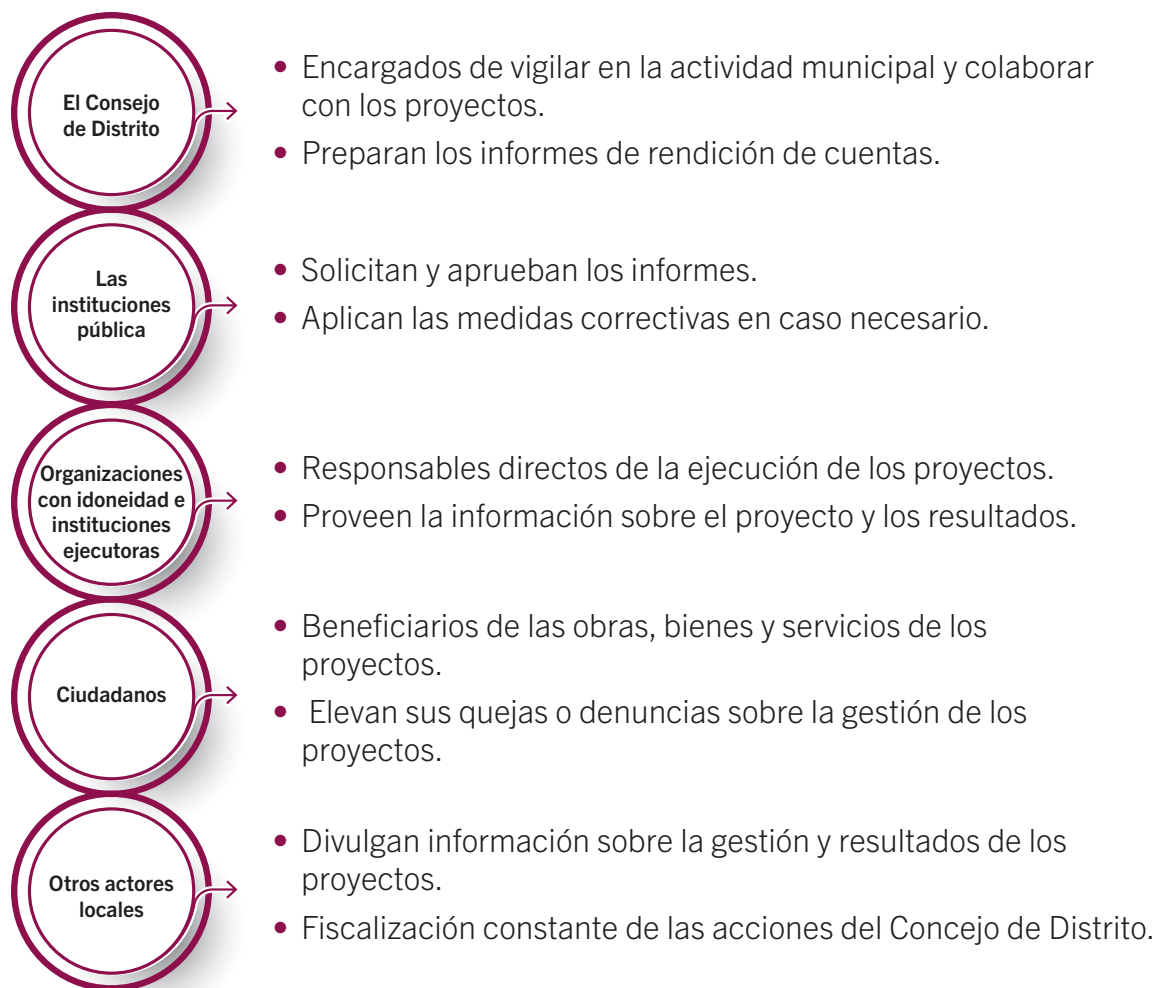 El Consejo
de Distrito
• Encargados de vigilar en la actividad municipal y colaborar
con los proyectos.
• Preparan los informes de rendición de cuentas.
Las
instituciones
pública
• Solicitan y aprueban los informes.
• Aplican las medidas correctivas en caso necesario.
Organizaciones
con idoneidad e
instituciones
ejecutoras
• Responsables directos de la ejecución de los proyectos.
• Proveen la información sobre el proyecto y los resultados.
Ciudadanos
• Beneficiarios de las obras, bienes y servicios de los
proyectos.
• Elevan sus quejas o denuncias sobre la gestión de los
proyectos.
Otros actores
locales
• Divulgan información sobre la gestión y resultados de los
proyectos.
• Fiscalización constante de las acciones del Concejo de Distrito.